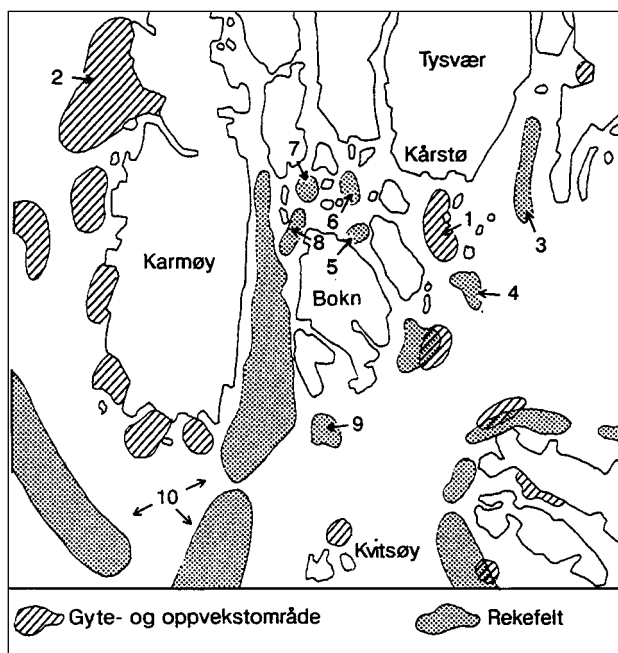 Tysvær
2
Kårstø
7
6
1
8
3
Karmøy
5
4
Bokn
9
10
Kvitsøy
Gyte- og oppvekstområde
Rekefelt